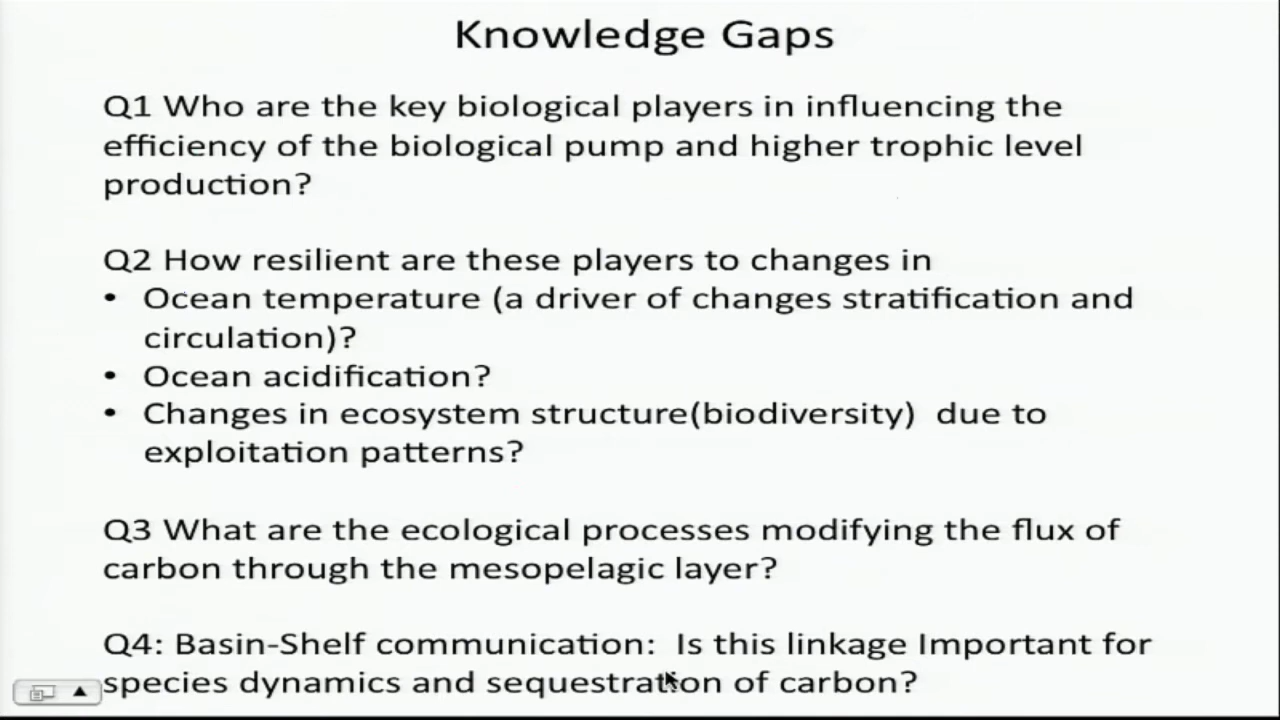 Knowledge Gaps
Q1 Who are the key biological players in influencing the
efficiency of the biological pump and higher trophic level
production?
Q2 How resilient are these players to changes in
• Ocean temperature (a driver of changes stratification and
circulation)?
• Ocean acidification?
• Changes in ecosystem structure(biodiversity)  due to
exploitation patterns?
Q3 What are the ecological processes modifying the flux of
carbon through the mesopelagic layer?
Q4: Basin-Shelf communication:  Is this linkage Important for
species dynamics and sequestration of carbon?